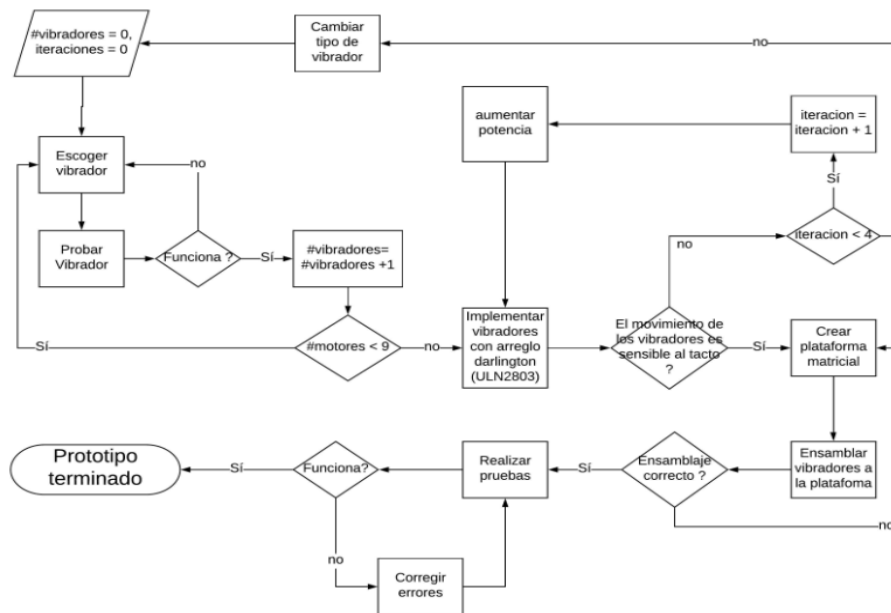 #vibradores = 0,
iteraciones = 0
Cambiar
tipo de
vibrador
no
Escoger
vibrador
no
Probar
Vibrador
Funciona ?
Sí
#vibradores=
#vibradores +1
Sí
#motores < 9
no
aumentar
potencia
iteracion =
iteracion + 1
Sí
iteracion < 4
no
Implementar
vibradores
con arreglo
darlington
(ULN2803)
El movimiento de
los vibradores es
sensible al tacto
?
Sí
Crear
plataforma
matricial
Ensamblar
vibradores a
la platafoma
Ensamblaje
correcto ?
no
Sí
Realizar
pruebas
Funciona?
Sí
Prototipo
terminado
no
Corregir
errores